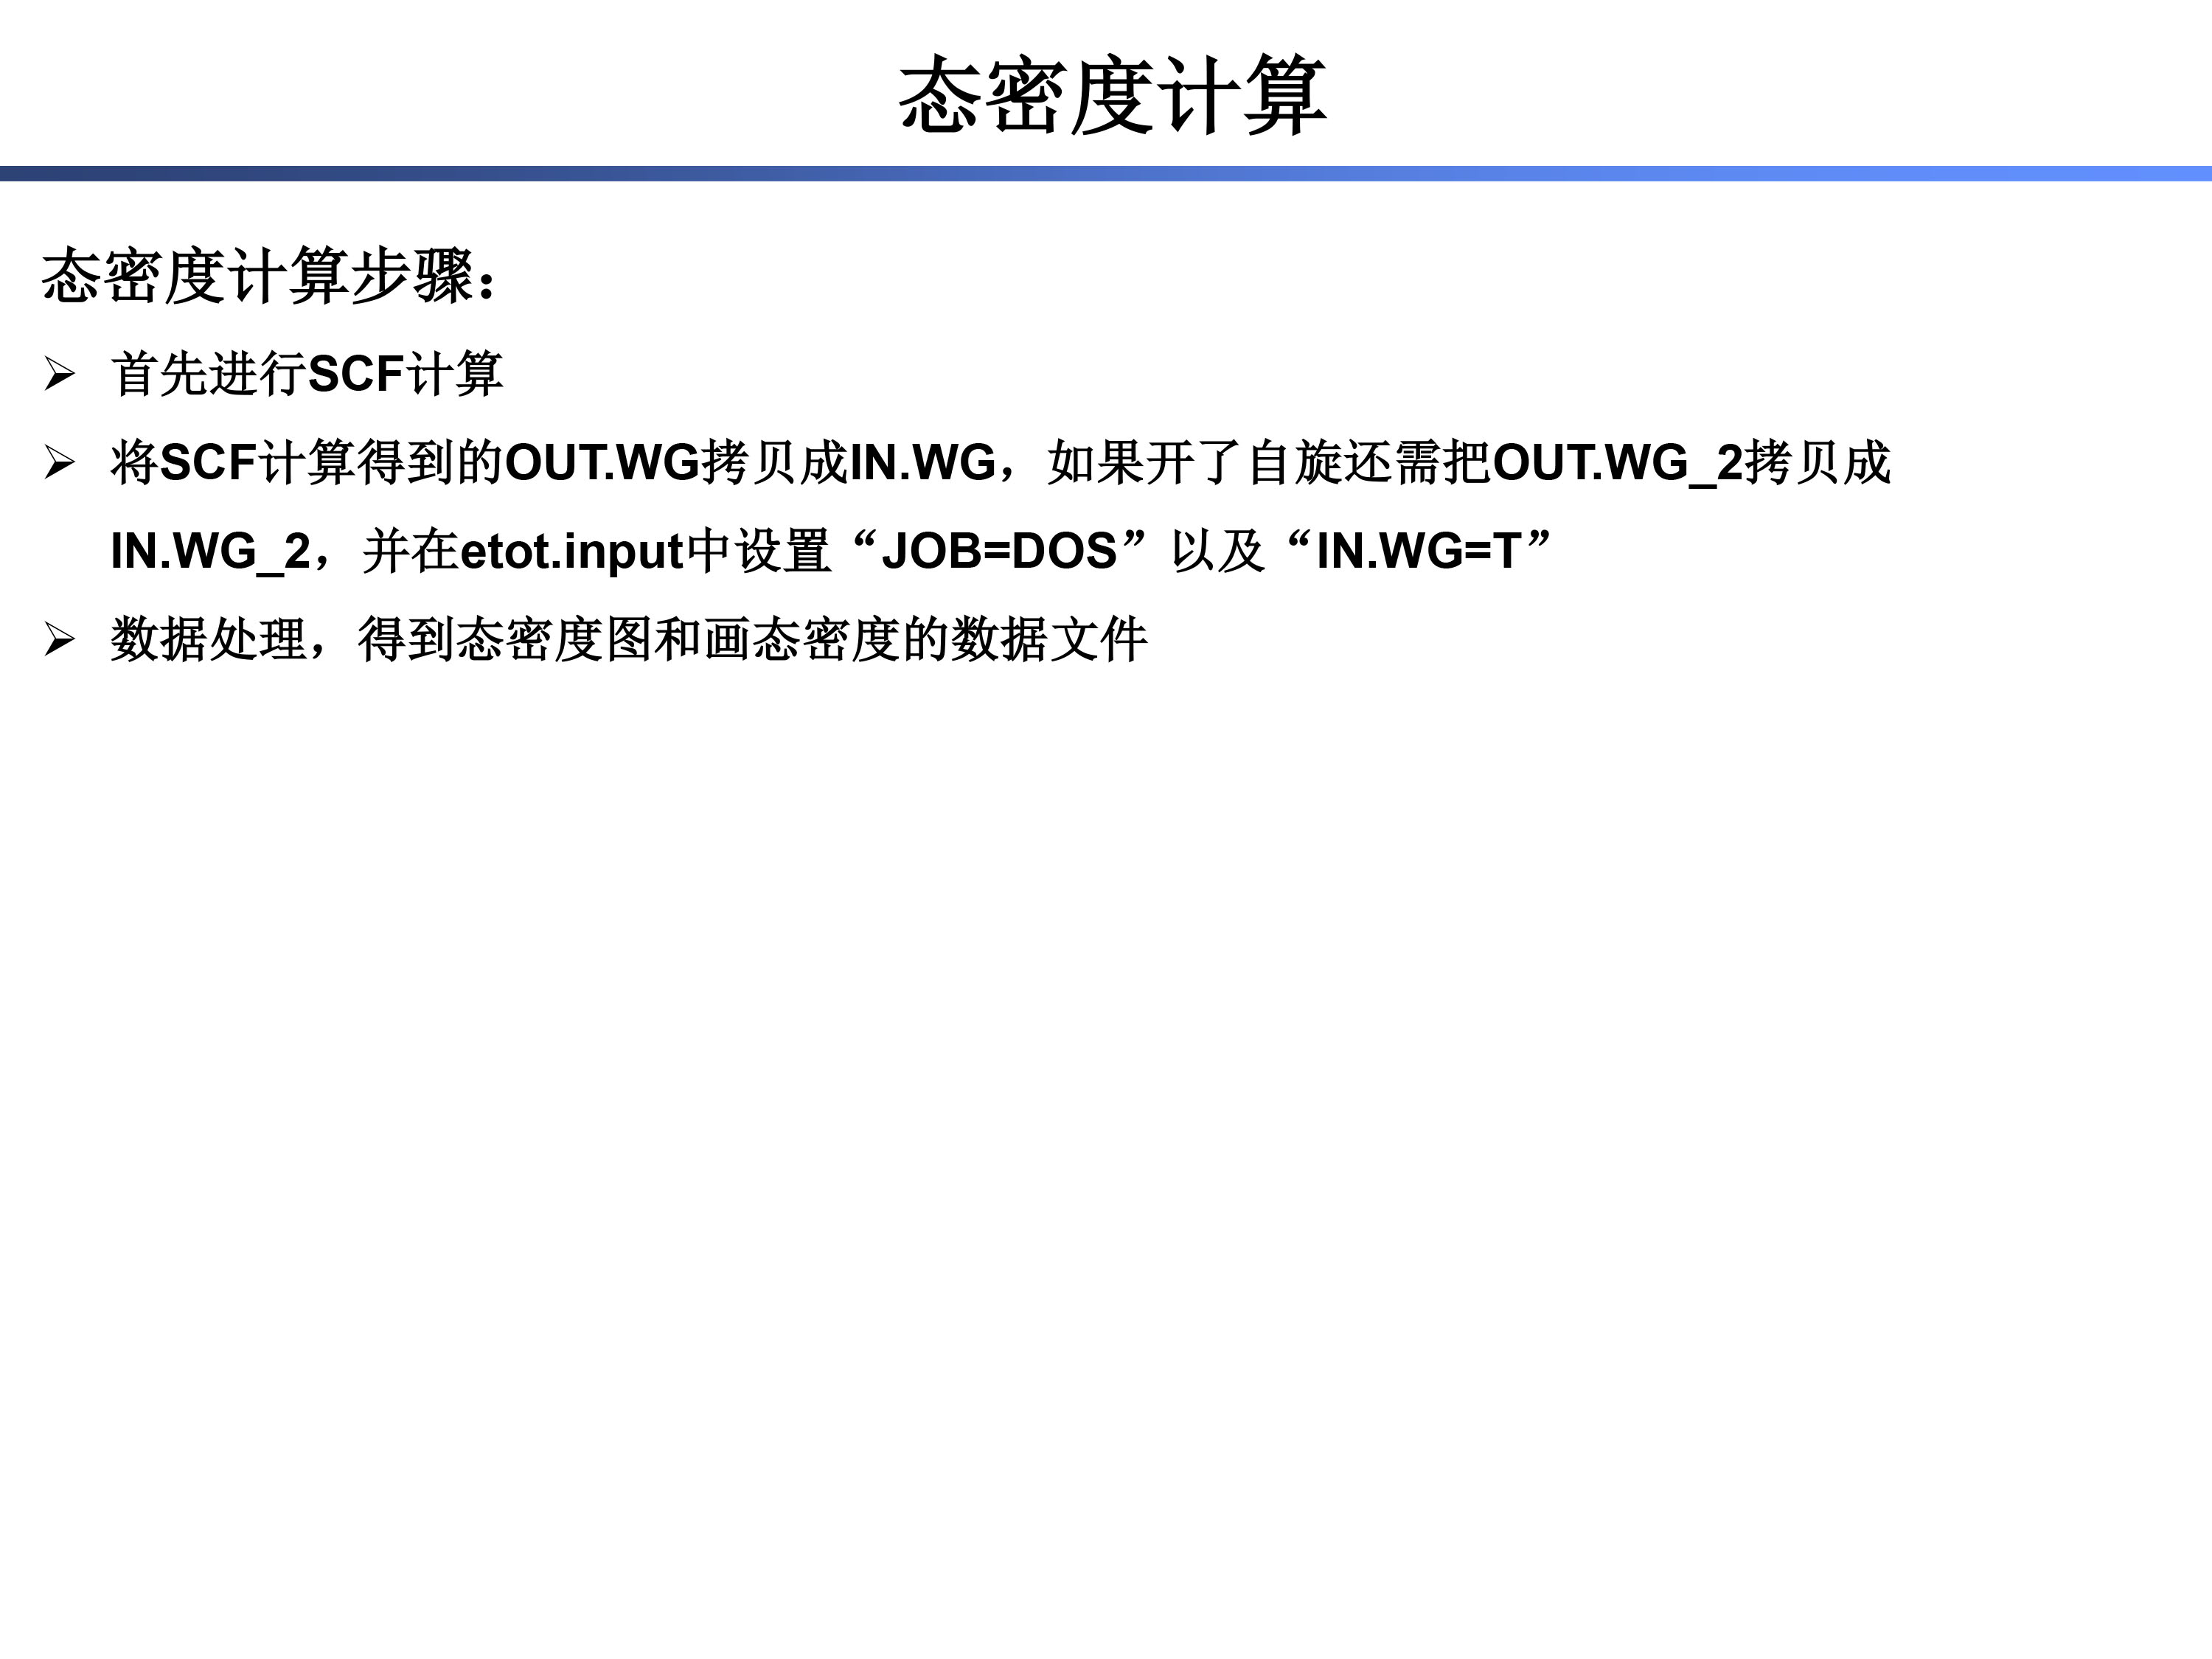 态密度计算
态密度计算步骤：
➢ 首先进行SCF计算
➢ 将SCF计算得到的OUT.WG拷贝成IN.WG，如果开了自旋还需把OUT.WG_2拷贝成
IN.WG_2，并在etot.input中设置“JOB=DOS”以及“IN.WG=T”
➢ 数据处理，得到态密度图和画态密度的数据文件